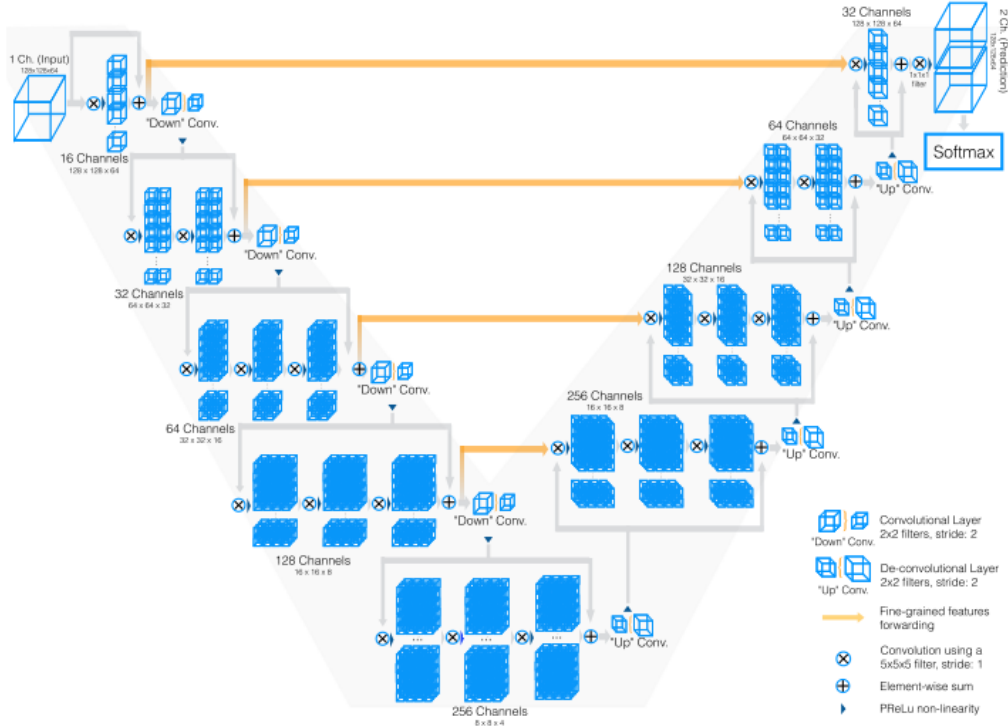 1 Ch. (Input)
128x128x64
"Down" Conv.
16 Channels
128 x 128 x 64
"Down" Conv.
32 Channels
64 x 64 x 32
"Down" Conv.
64 Channels
32 x 32 x 16
"Down" Conv.
128 Channels
16 x 16 x 8
...
...
...
256 Channels
8 x 8 x 4
"Up" Conv.
256 Channels
16 x 16 x 8
"Up" Conv.
128 Channels
32 x 32 x 16
"Up" Conv.
64 Channels
64 x 64 x 32
"Up" Conv.
32 Channels
128 x 128 x 64
1x1x1
filter
2 Ch. (Prediction)
128x128x64
Softmax
"Down" Conv.
Convolutional Layer
2x2 filters, stride: 2
"Up" Conv.
De-convolutional Layer
2x2 filters, stride: 2
Fine-grained features
forwarding
Convolution using a
5x5x5 filter, stride: 1
Element-wise sum
PReLu non-linearity